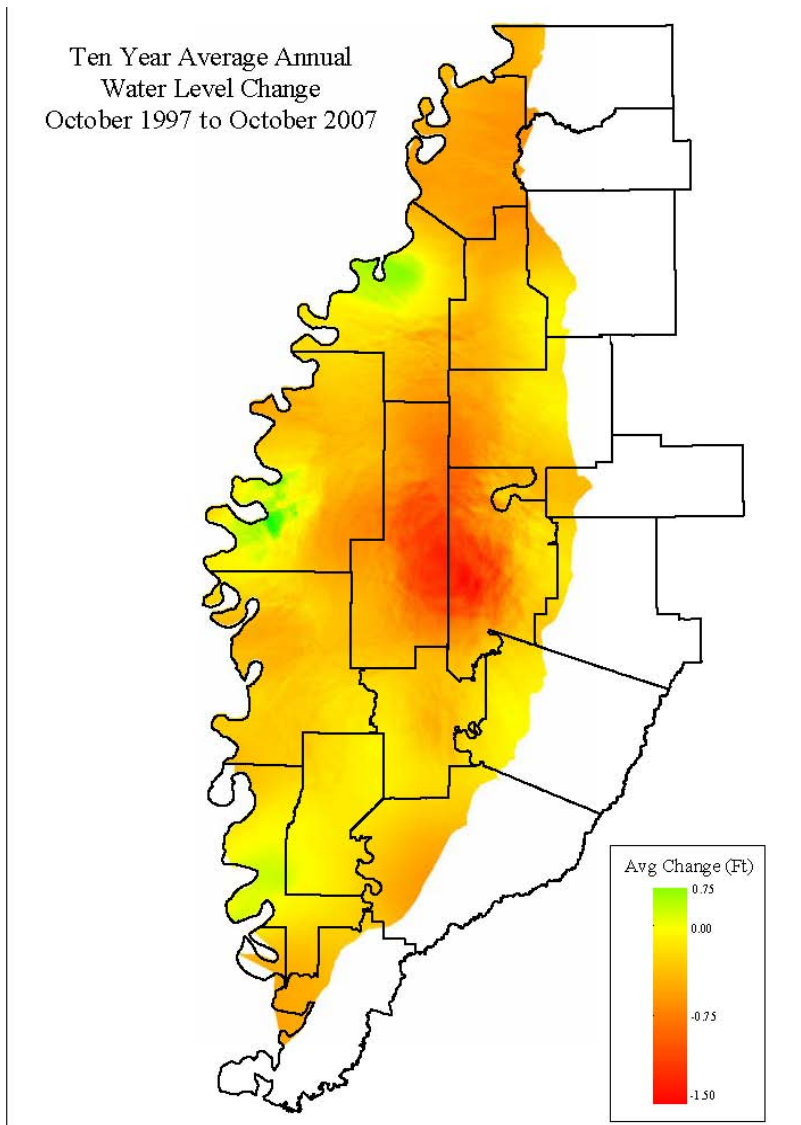 Ten Year Average Annual
Water Level Change
October 1997 to October 2007
Avg Change (Ft)
0.75
0.00
-0.75
-1.50